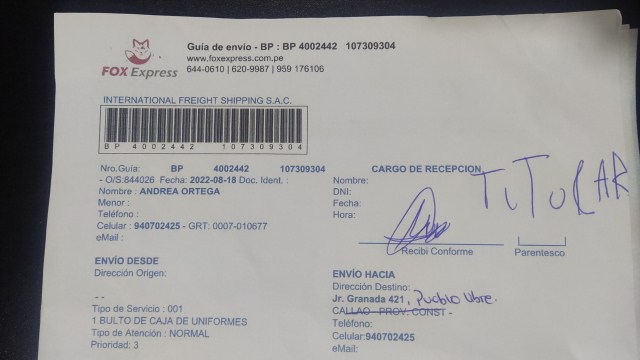 Guía de envío - BP : BP 4002442 107309304
www.foxexpress.com.pe
644-0610 | 620-9987 | 959 176106
FOX Express
INTERNATIONAL FREIGHT SHIPPING S.A.C.
BP 4002442 107309304
Nro.Guía: BP 4002442 107309304
- O/S:844026 Fecha: 2022-08-18 Doc. Ident. :
Nombre : ANDREA ORTEGA
Menor :
Teléfono :
Celular : 940702425 - GRT: 0007-010677
eMail :
CARGO DE RECEPCION
Nombre:
DNI:
Fecha:
Hora:
TITULAR
Recibi Conforme
Parentesco
ENVÍO DESDE
Dirección Origen:
- -
Tipo de Servicio : 001
1 BULTO DE CAJA DE UNIFORMES
Tipo de Atención : NORMAL
Prioridad: 3
ENVÍO HACIA
Dirección Destino:
Jr. Granada 421, Pueblo Libre.
CALLAO - PROV. CONST -
Teléfono:
Celular:940702425
eMail: